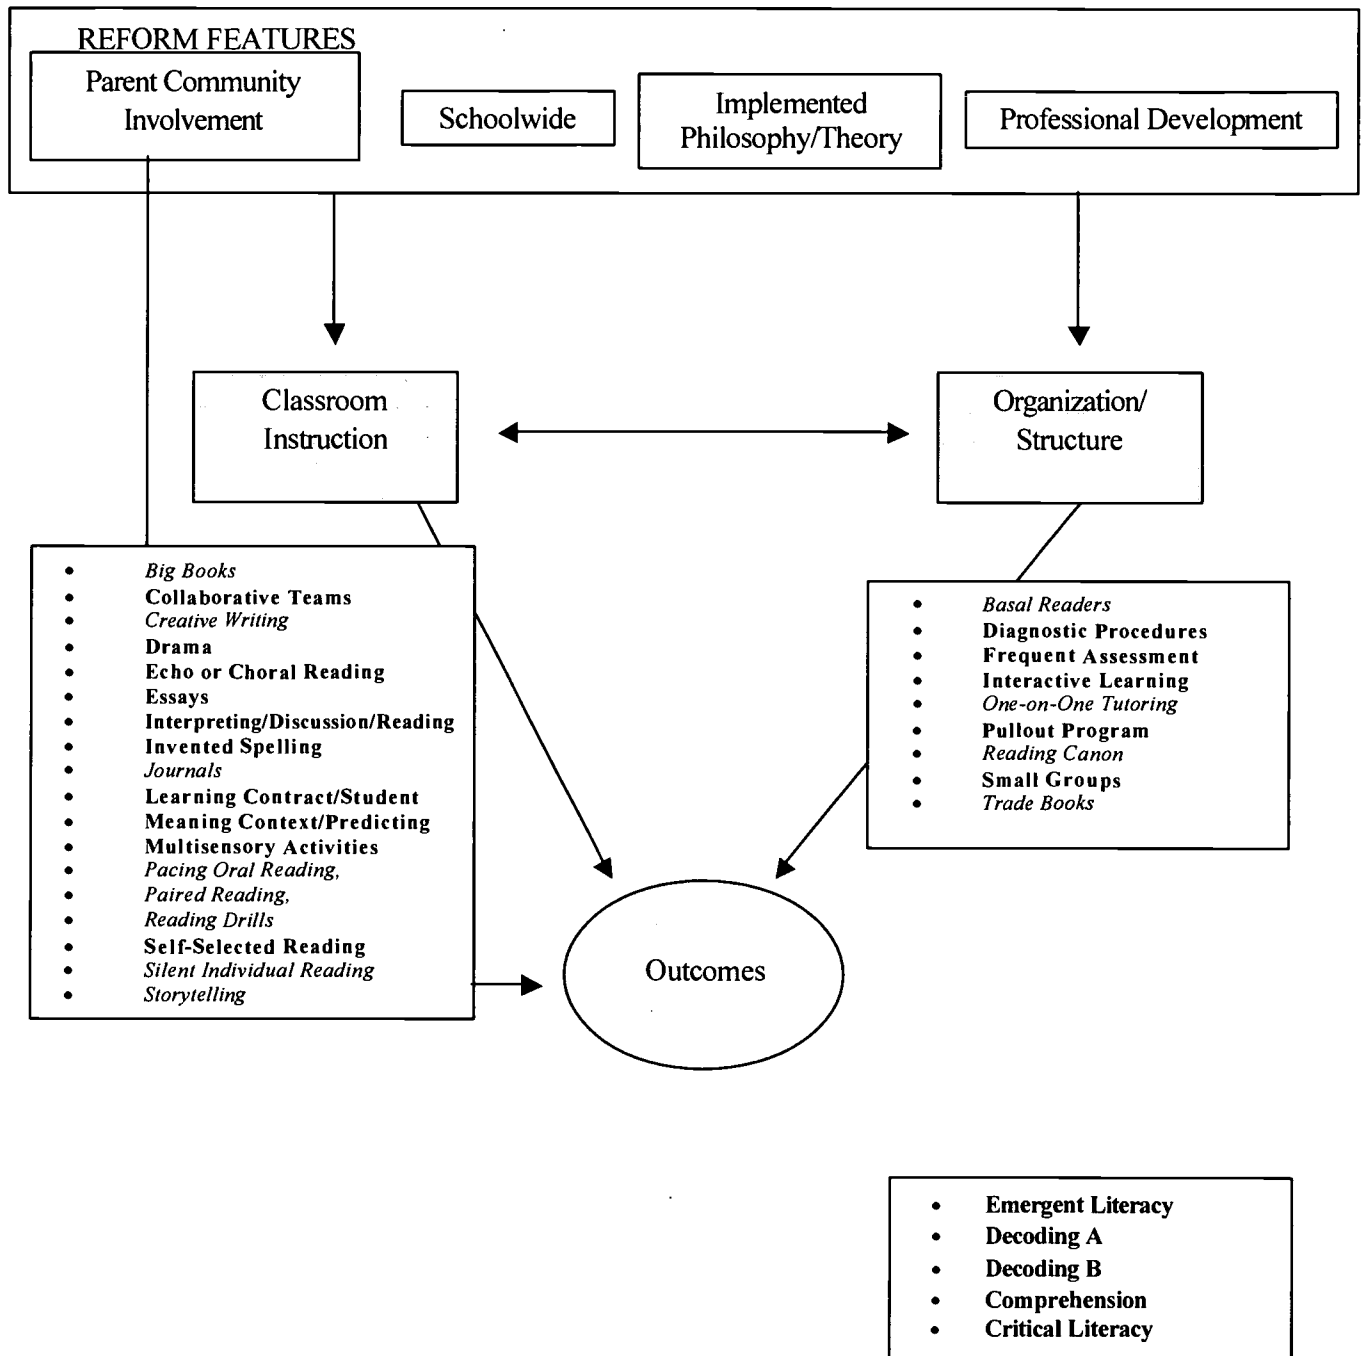 REFORM FEATURES
Parent Community
Involvement
Schoolwide
Implemented
Philosophy/Theory
Professional Development
Classroom
Instruction
Organization/
Structure
• Big Books
• Collaborative Teams
• Creative Writing
• Drama
• Echo or Choral Reading
• Essays
• Interpreting/Discussion/Reading
• Invented Spelling
• Journals
• Learning Contract/Student
• Meaning Context/Predicting
• Multisensory Activities
• Pacing Oral Reading,
• Paired Reading,
• Reading Drills
• Self-Selected Reading
• Silent Individual Reading
• Storytelling
• Basal Readers
• Diagnostic Procedures
• Frequent Assessment
• Interactive Learning
• One-on-One Tutoring
• Pullout Program
• Reading Canon
• Small Groups
• Trade Books
Outcomes
• Emergent Literacy
• Decoding A
• Decoding B
• Comprehension
• Critical Literacy